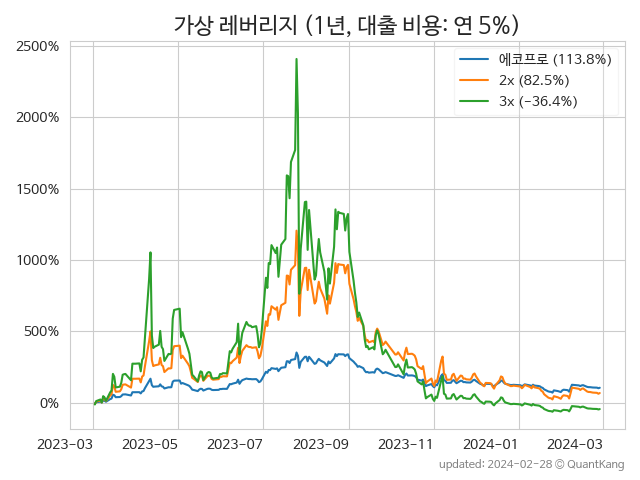 가상 레버리지 (1년, 대출 비용: 연 5%)
2500%
2000%
1500%
1000%
500%
0%
에코프로 (113.8%)
2x (82.5%)
3x (-36.4%)
2023-03 2023-05 2023-07 2023-09 2023-11 2024-01 2024-03
updated: 2024-02-28 @ QuantKang